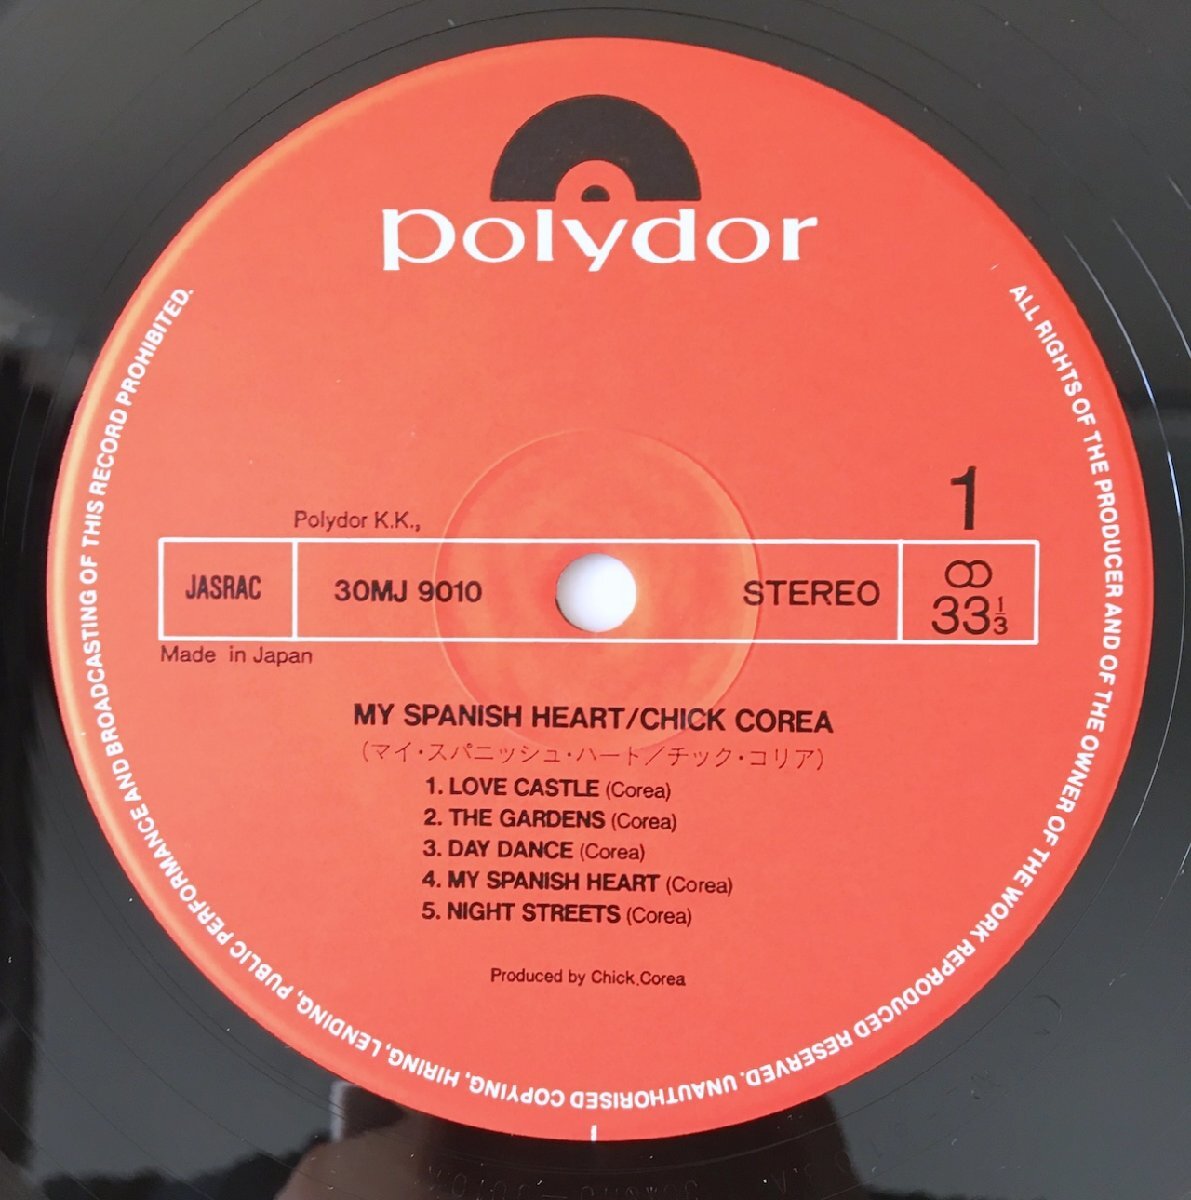 polydor
1
Polydor K.K.,
JASRAC
30MJ 9010
STEREO
33 1/3
Made in Japan
MY SPANISH HEART/CHICK COREA
(マイ・スパニッシュ・ハート/チック・コリア)
1. LOVE CASTLE (Corea)
2. THE GARDENS (Corea)
3. DAY DANCE (Corea)
4. MY SPANISH HEART (Corea)
5. NIGHT STREETS (Corea)
Produced by Chick.Corea
ALL RIGHTS OF THE PRODUCER AND OF THE OWNER OF THE WORK REPRODUCED RESERVED. UNAUTHORISED COPYING, HIRING, LENDING, PUBLIC PERFORMANCE AND BROADCASTING OF THIS RECORD PROHIBITED.